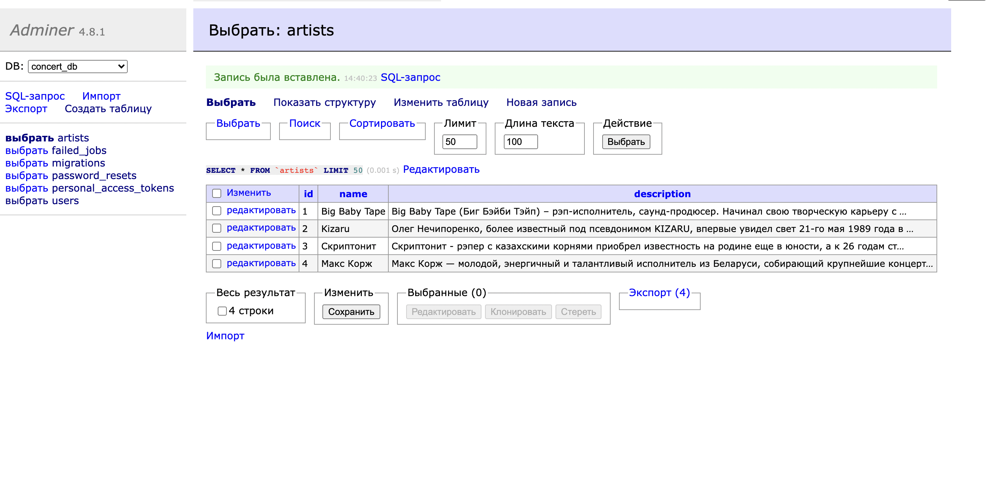 Adminer 4.8.1
DB: concert_db
SQL-запрос Импорт
Экспорт Создать таблицу
выбрать artists
выбрать failed_jobs
выбрать migrations
выбрать password_resets
выбрать personal_access_tokens
выбрать users
Выбрать: artists
Запись была вставлена. 14:40:23 SQL-запрос
Выбрать Показать структуру Изменить таблицу Новая запись
Выбрать Поиск Сортировать Лимит Длина текста Действие
50 100 Выбрать
SELECT * FROM `artists` LIMIT 50 (0.001 s) Редактировать
Изменить id name description
редактировать 1 Big Baby Tape Big Baby Tape (Биг Бэйби Тэйп) – рэп-исполнитель, саунд-продюсер. Начинал свою творческую карьеру с ...
редактировать 2 Kizaru Олег Нечипоренко, более известный под псевдонимом KIZARU, впервые увидел свет 21-го мая 1989 года в ...
редактировать 3 Скриптонит Скриптонит - рэпер с казахскими корнями приобрел известность на родине еще в юности, а к 26 годам ст...
редактировать 4 Макс Корж Макс Корж — молодой, энергичный и талантливый исполнитель из Беларуси, собирающий крупнейшие концерт...
Весь результат Изменить Выбранные (0) Экспорт (4)
4 строки Сохранить Редактировать Клонировать Стереть
Импорт